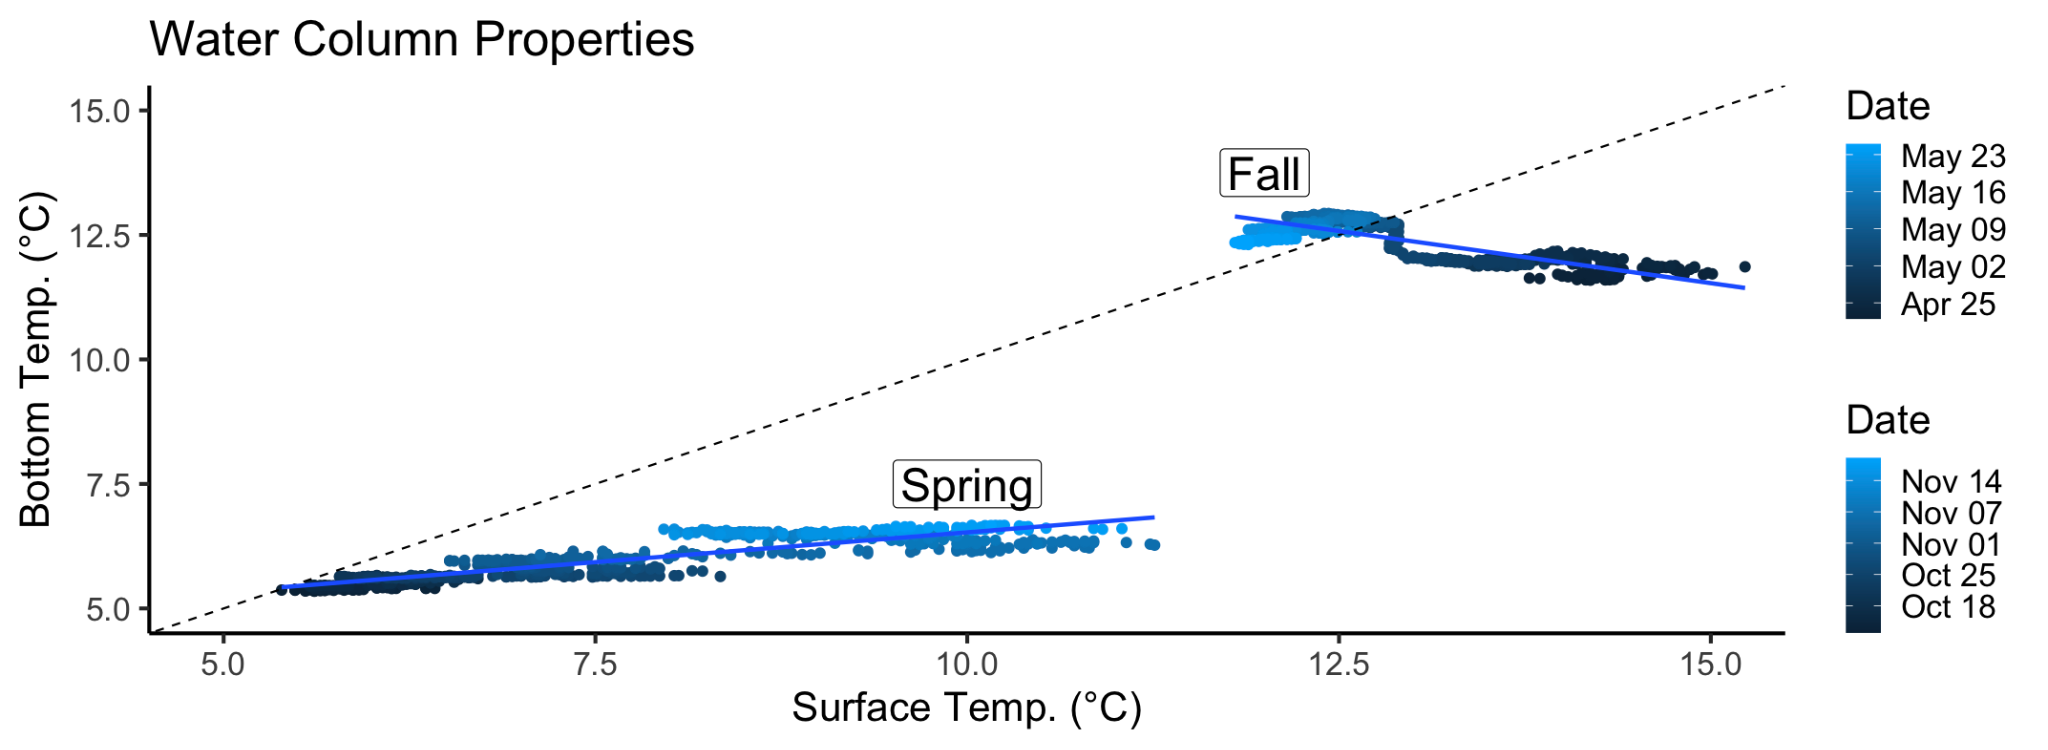 Water Column Properties
Bottom Temp. (°C)
15.0
12.5
10.0
7.5
5.0
Fall
Spring
5.0 7.5 10.0 12.5 15.0
Surface Temp. (°C)
Date
May 23
May 16
May 09
May 02
Apr 25
Date
Nov 14
Nov 07
Nov 01
Oct 25
Oct 18